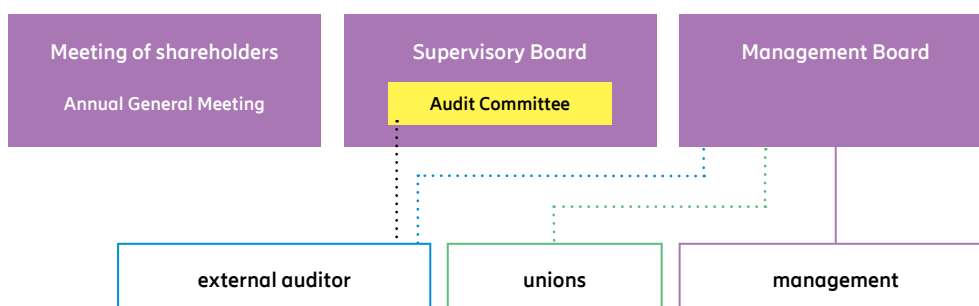 Meeting of shareholders
Annual General Meeting
Supervisory Board
Audit Committee
Management Board
external auditor
unions
management